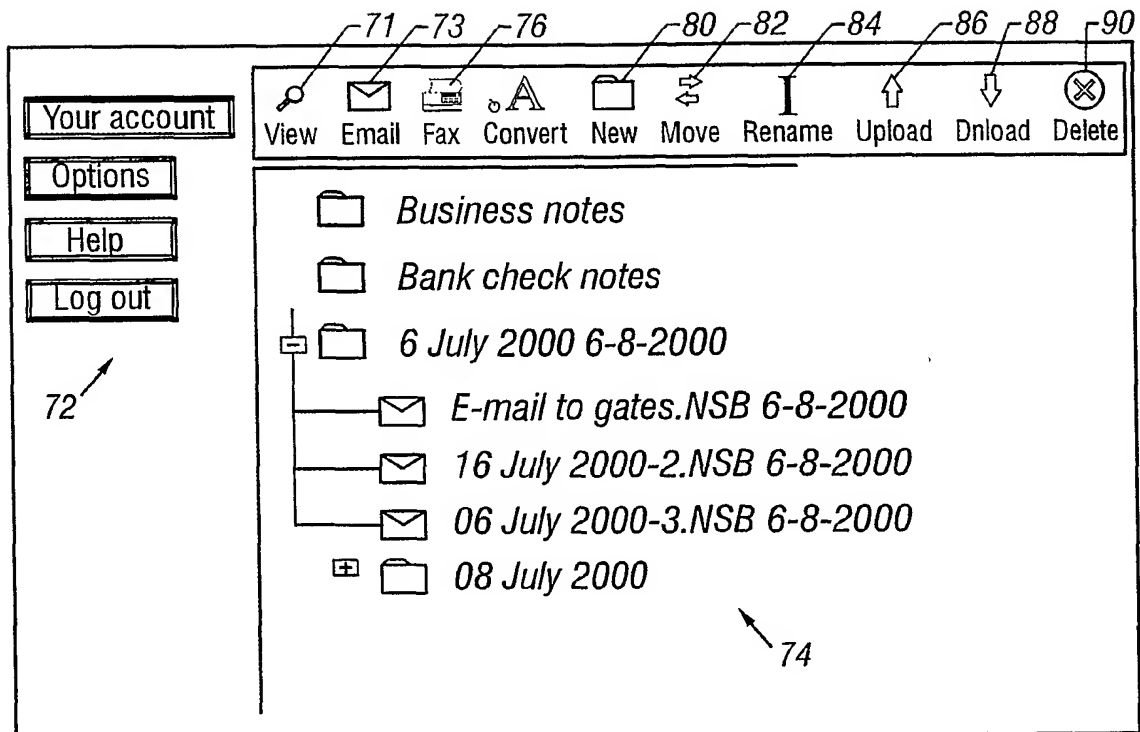 71 73 76 80 82 84 86 88 90
View Email Fax Convert New Move Rename Upload Dnload Delete
Your account
Options
Help
Log out
72
Business notes
Bank check notes
6 July 2000 6-8-2000
E-mail to gates.NSB 6-8-2000
16 July 2000-2.NSB 6-8-2000
06 July 2000-3.NSB 6-8-2000
08 July 2000
74